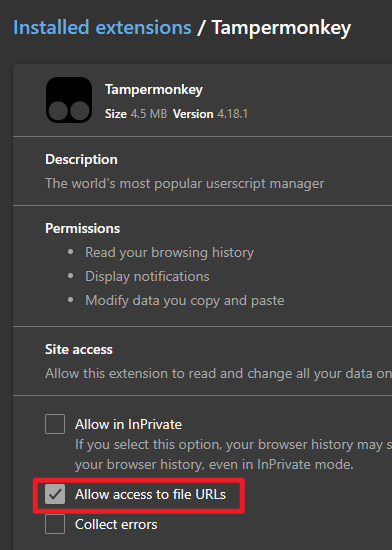 Installed extensions / Tampermonkey
Tampermonkey
Size 4.5 MB Version 4.18.1
Description
The world's most popular userscript manager
Permissions
Read your browsing history
Display notifications
Modify data you copy and paste
Site access
Allow this extension to read and change all your data on
Allow in InPrivate
If you select this option, your browser history may s
your browser history, even in InPrivate mode.
Allow access to file URLs
Collect errors